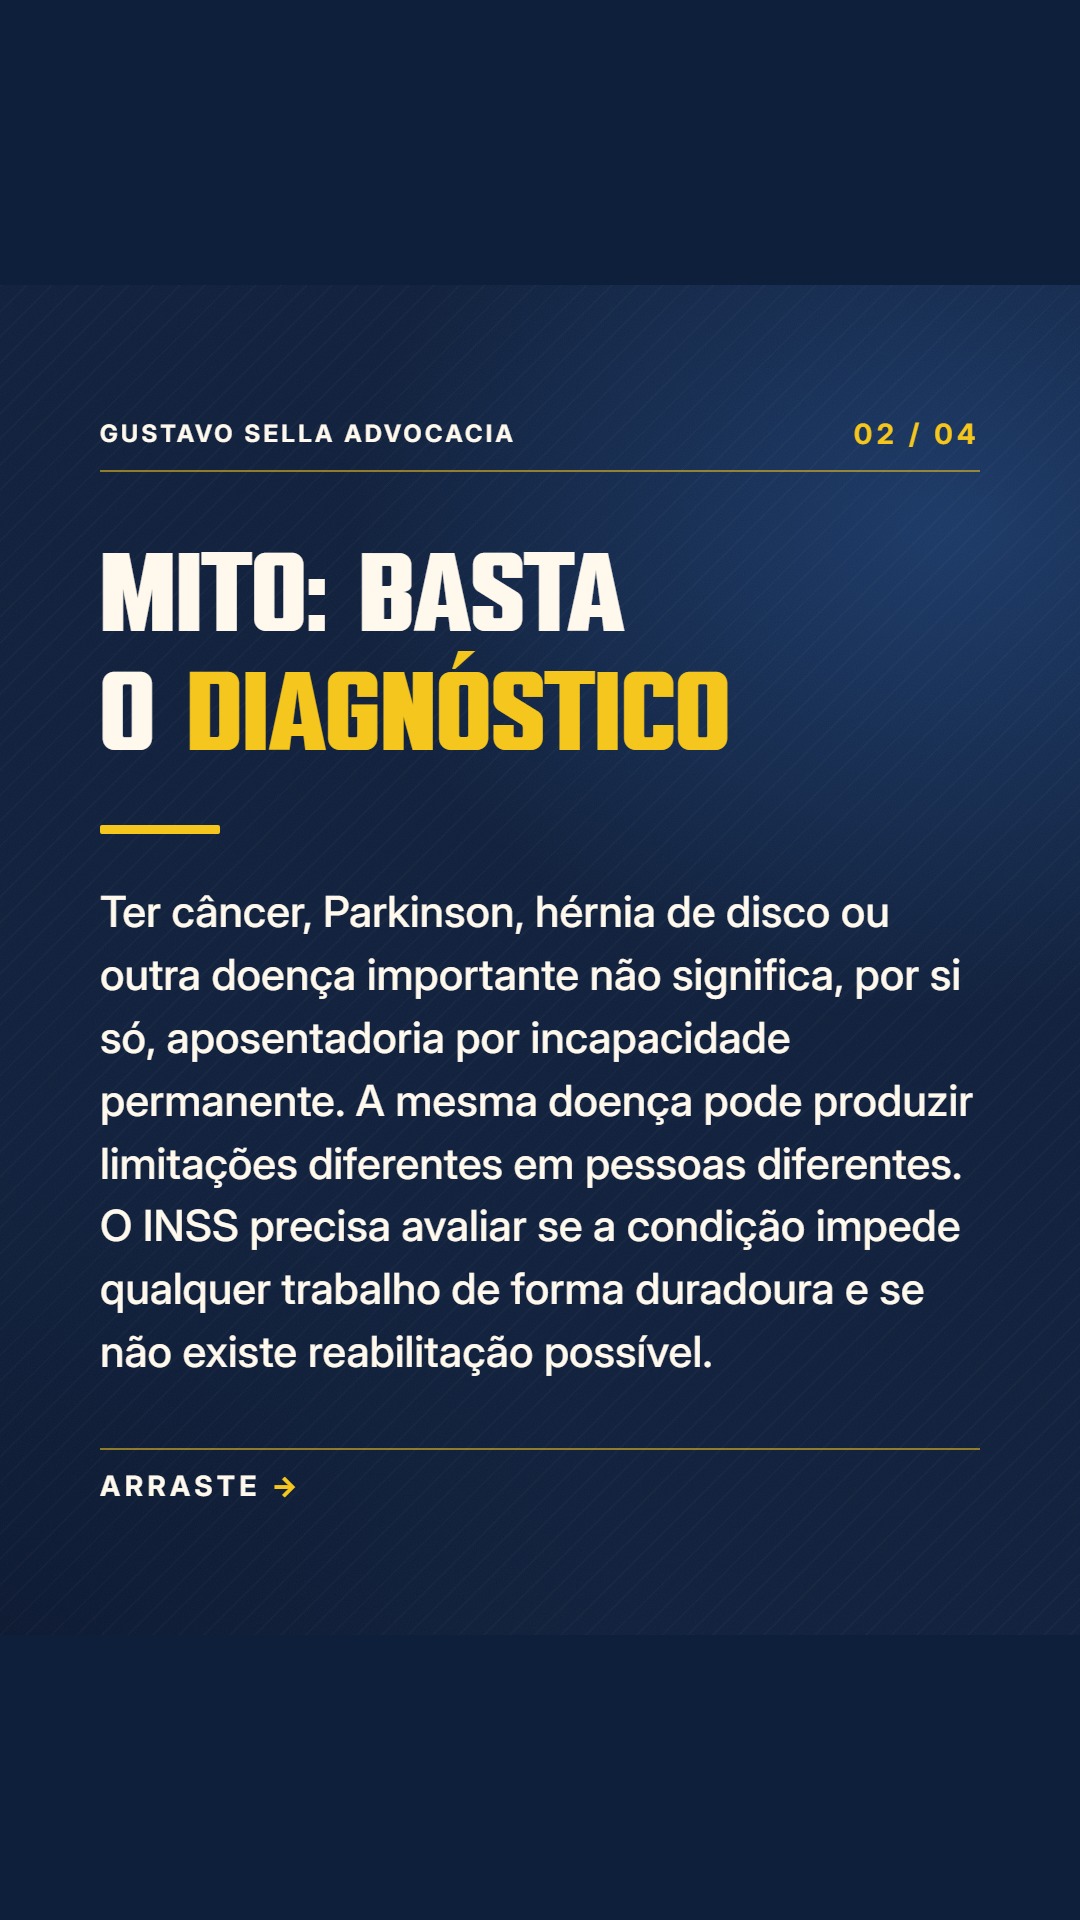 GUSTAVO SELLA ADVOCACIA
02 / 04
MITO: BASTA
O DIAGNÓSTICO
Ter câncer, Parkinson, hérnia de disco ou
outra doença importante não significa, por si
só, aposentadoria por incapacidade
permanente. A mesma doença pode produzir
limitações diferentes em pessoas diferentes.
O INSS precisa avaliar se a condição impede
qualquer trabalho de forma duradoura e se
não existe reabilitação possível.
ARRASTE →